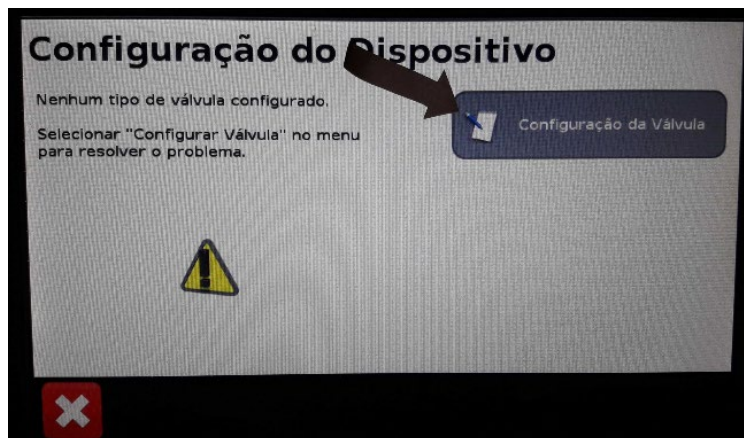 Configuração do Dispositivo
Nenhum tipo de válvula configurado.
Selecionar "Configurar Válvula" no menu
para resolver o problema.
Configuração da Válvula